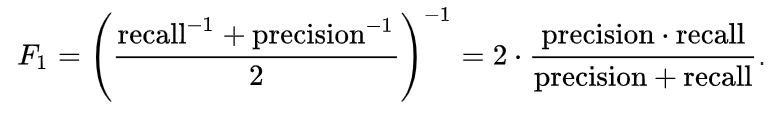 F₁ = ( (recall⁻¹ + precision⁻¹) / 2 )⁻¹ = 2 · (precision · recall) / (precision + recall).